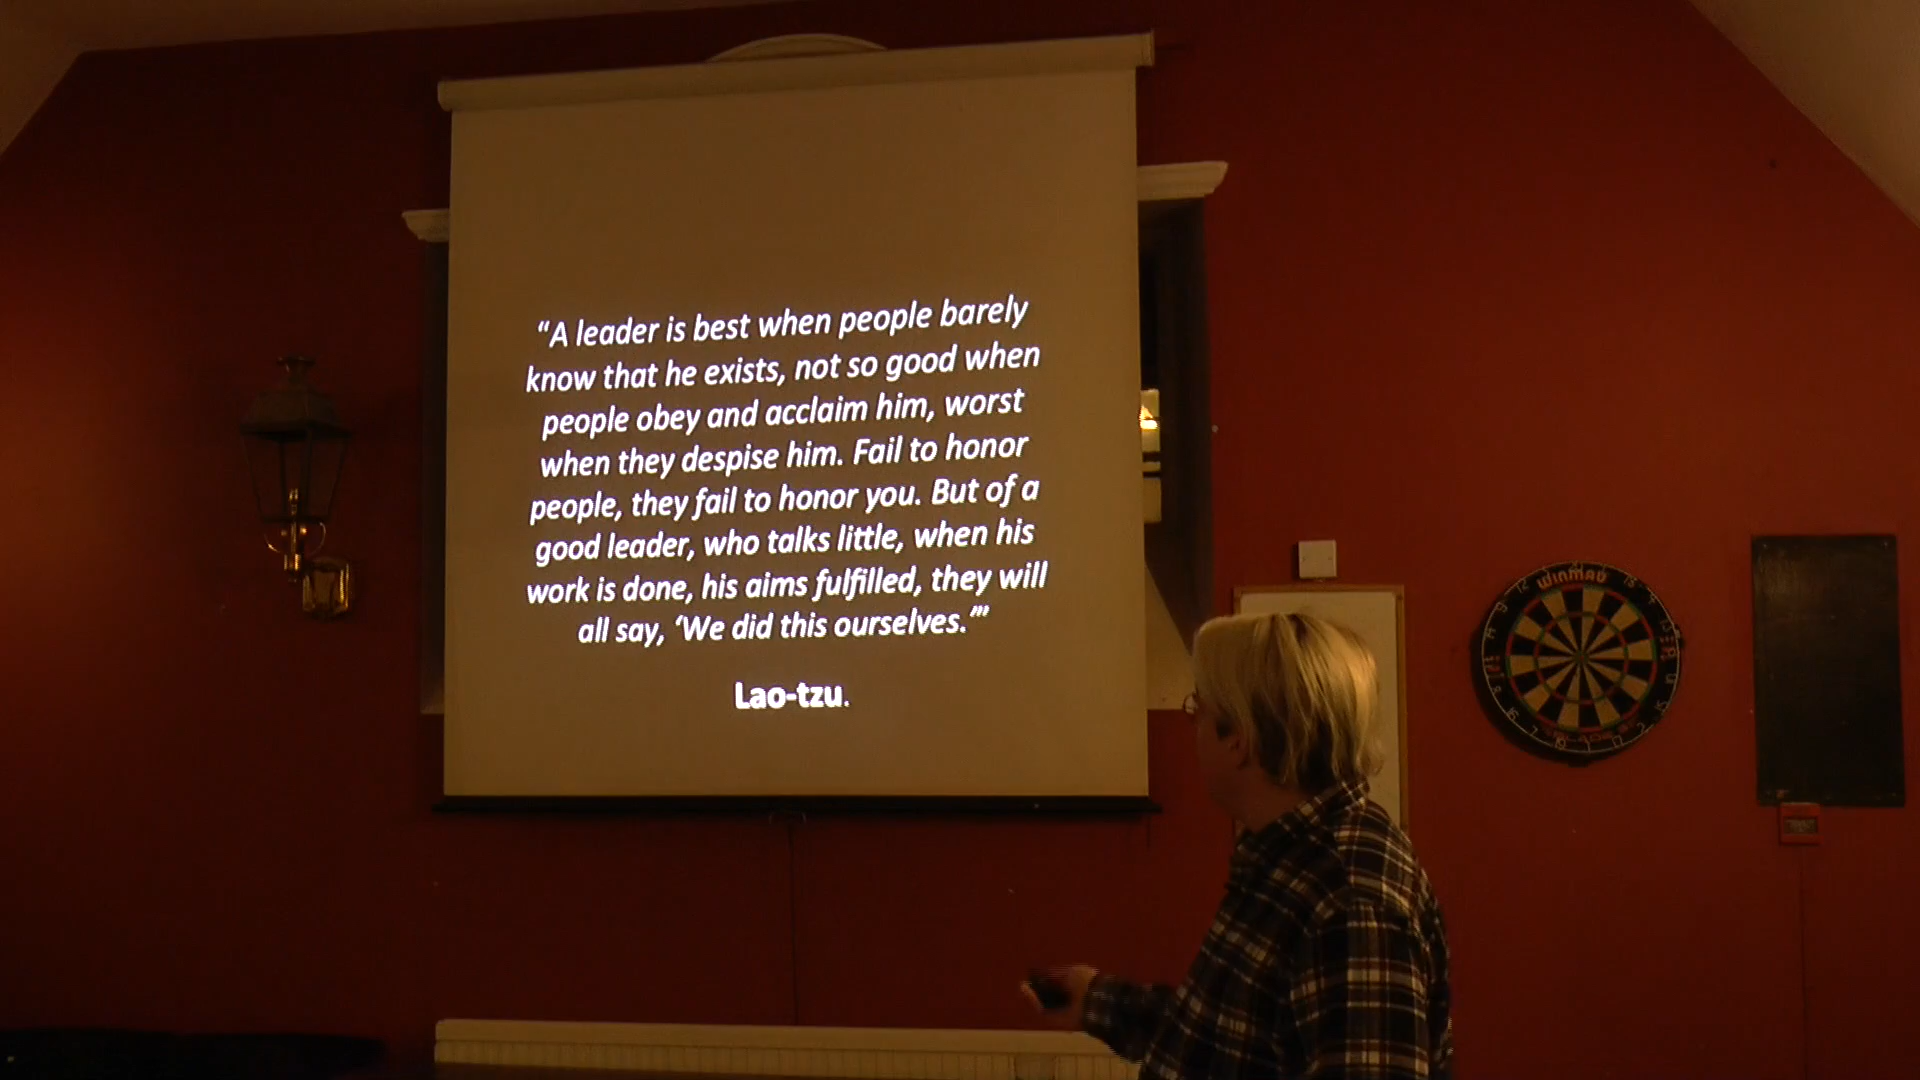 “A leader is best when people barely
know that he exists, not so good when
people obey and acclaim him, worst
when they despise him. Fail to honor
people, they fail to honor you. But of a
good leader, who talks little, when his
work is done, his aims fulfilled, they will
all say, ‘We did this ourselves.’”
Lao-tzu.
WINMAU